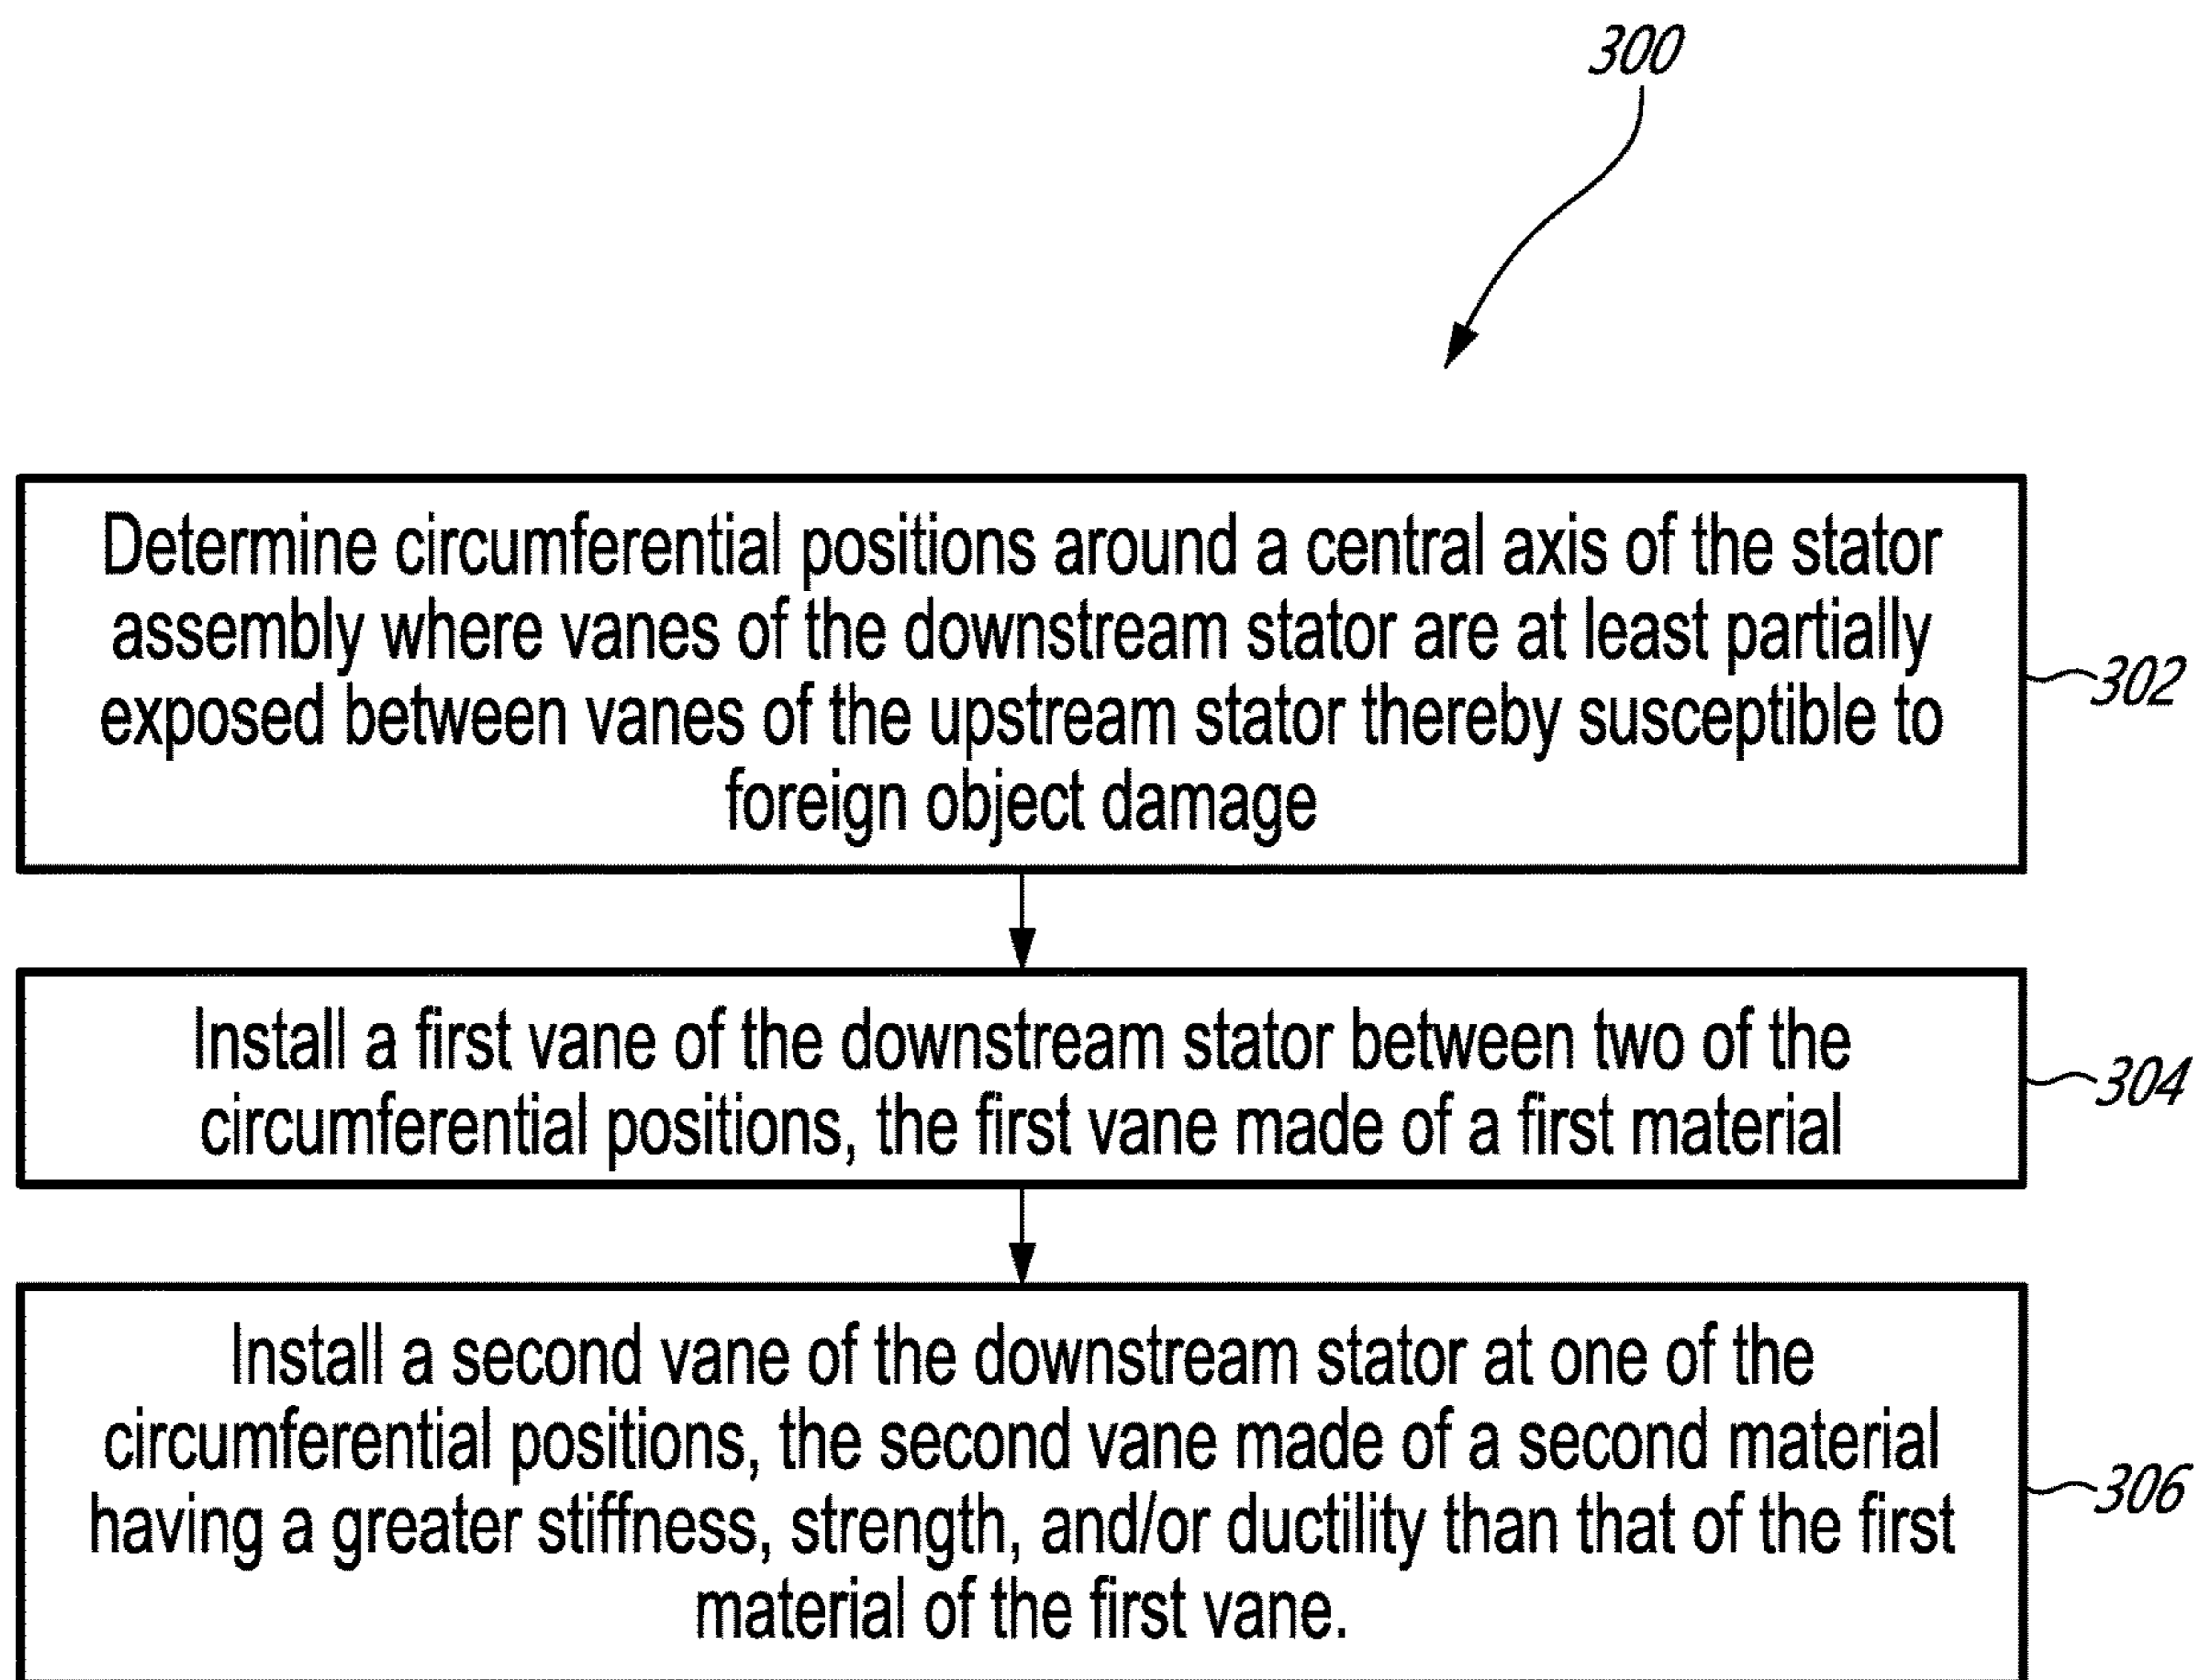 300
Determine circumferential positions around a central axis of the stator
assembly where vanes of the downstream stator are at least partially
exposed between vanes of the upstream stator thereby susceptible to
foreign object damage
302
Install a first vane of the downstream stator between two of the
circumferential positions, the first vane made of a first material
304
Install a second vane of the downstream stator at one of the
circumferential positions, the second vane made of a second material
having a greater stiffness, strength, and/or ductility than that of the first
material of the first vane.
306